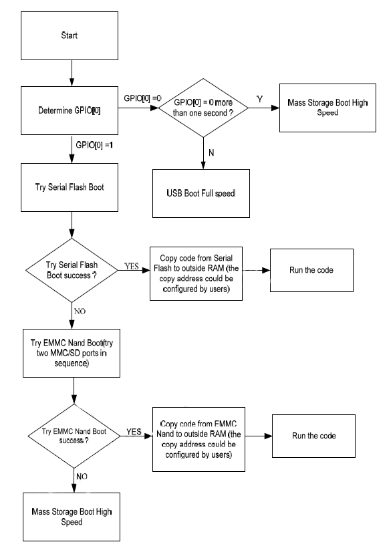 Start
Determine GPIO[0]
GPIO[0] =0
GPIO[0] = 0 more
than one second ?
Y
Mass Storage Boot High
Speed
GPIO[0] =1
N
Try Serial Flash Boot
USB Boot Full speed
Try Serial Flash
Boot success ?
YES
Copy code from Serial
Flash to outside RAM (the
copy address could be
configured by users)
Run the code
NO
Try EMMC Nand Boot(try
two MMC/SD ports in
sequence)
Try EMMC Nand Boot
success ?
YES
Copy code from EMMC
Nand to outside RAM (the
copy address could be
configured by users)
Run the code
NO
Mass Storage Boot High
Speed